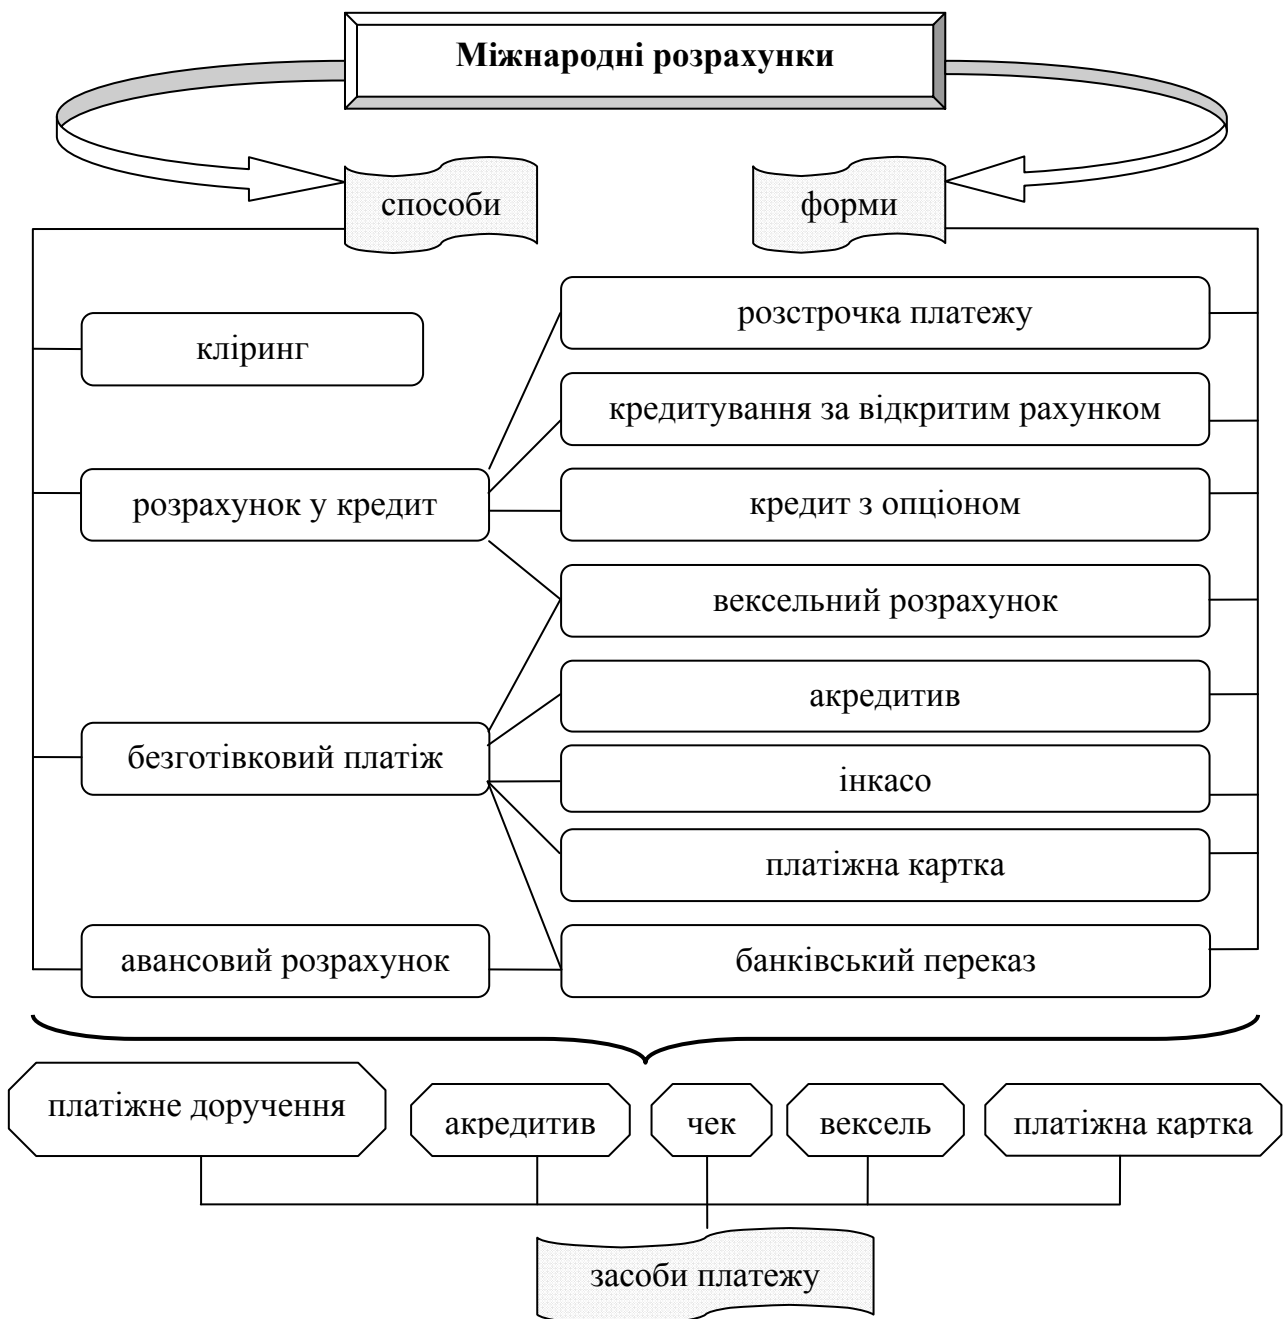 Міжнародні розрахунки
способи
форми
кліринг
розрахунок у кредит
безготівковий платіж
авансовий розрахунок
розстрочка платежу
кредитування за відкритим рахунком
кредит з опціоном
вексельний розрахунок
акредитив
інкасо
платіжна картка
банківський переказ
платіжне доручення
акредитив
чек
вексель
платіжна картка
засоби платежу